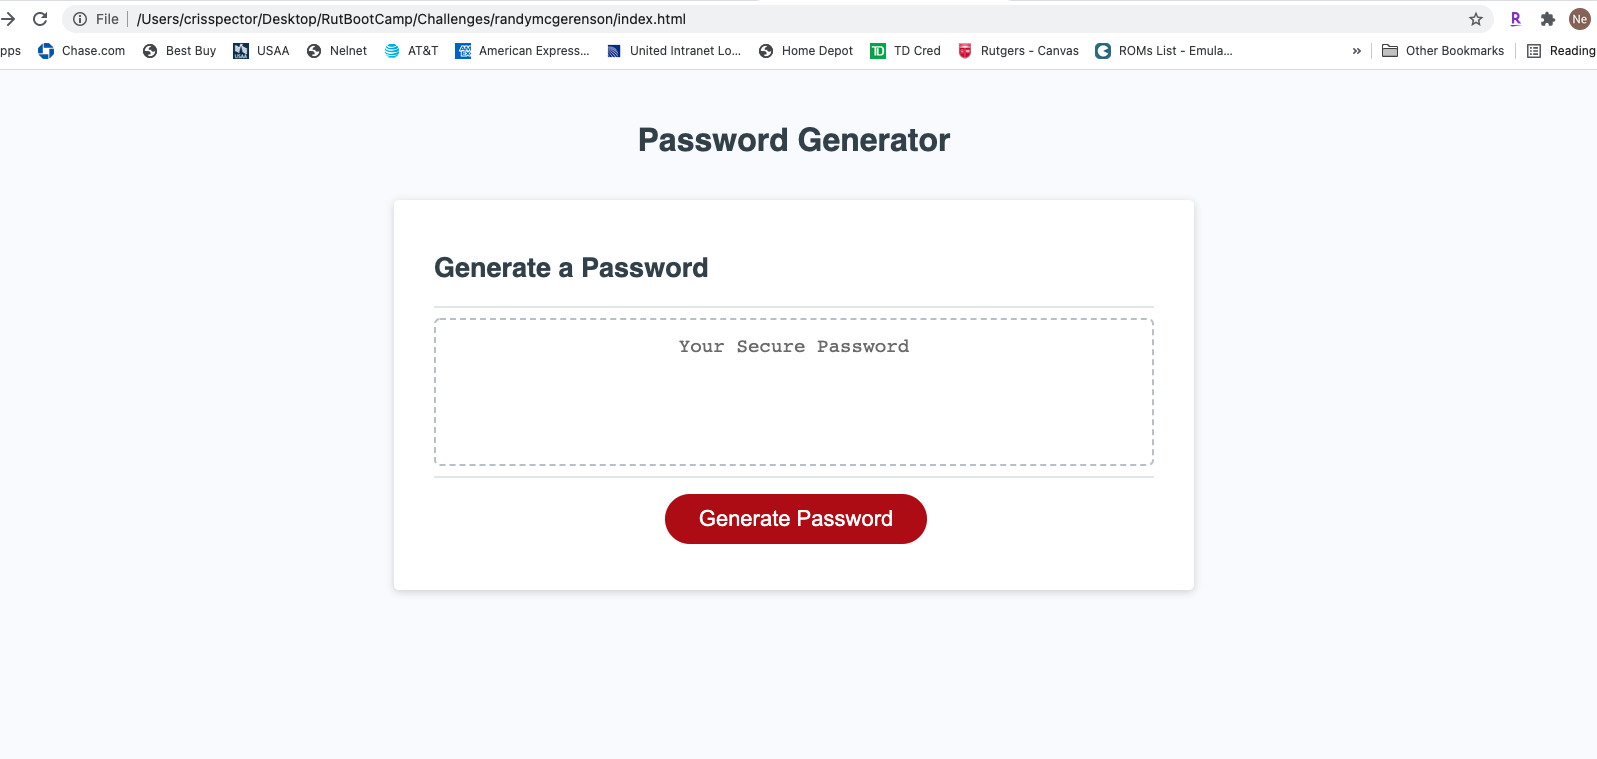 File /Users/crisspector/Desktop/RutBootCamp/Challenges/randymcgerenson/index.html R Ne
pps Chase.com Best Buy USAA Nelnet AT&T American Express... United Intranet Lo... Home Depot TD Cred Rutgers - Canvas ROMs List - Emula... » Other Bookmarks Reading
Password Generator
Generate a Password
Your Secure Password
Generate Password